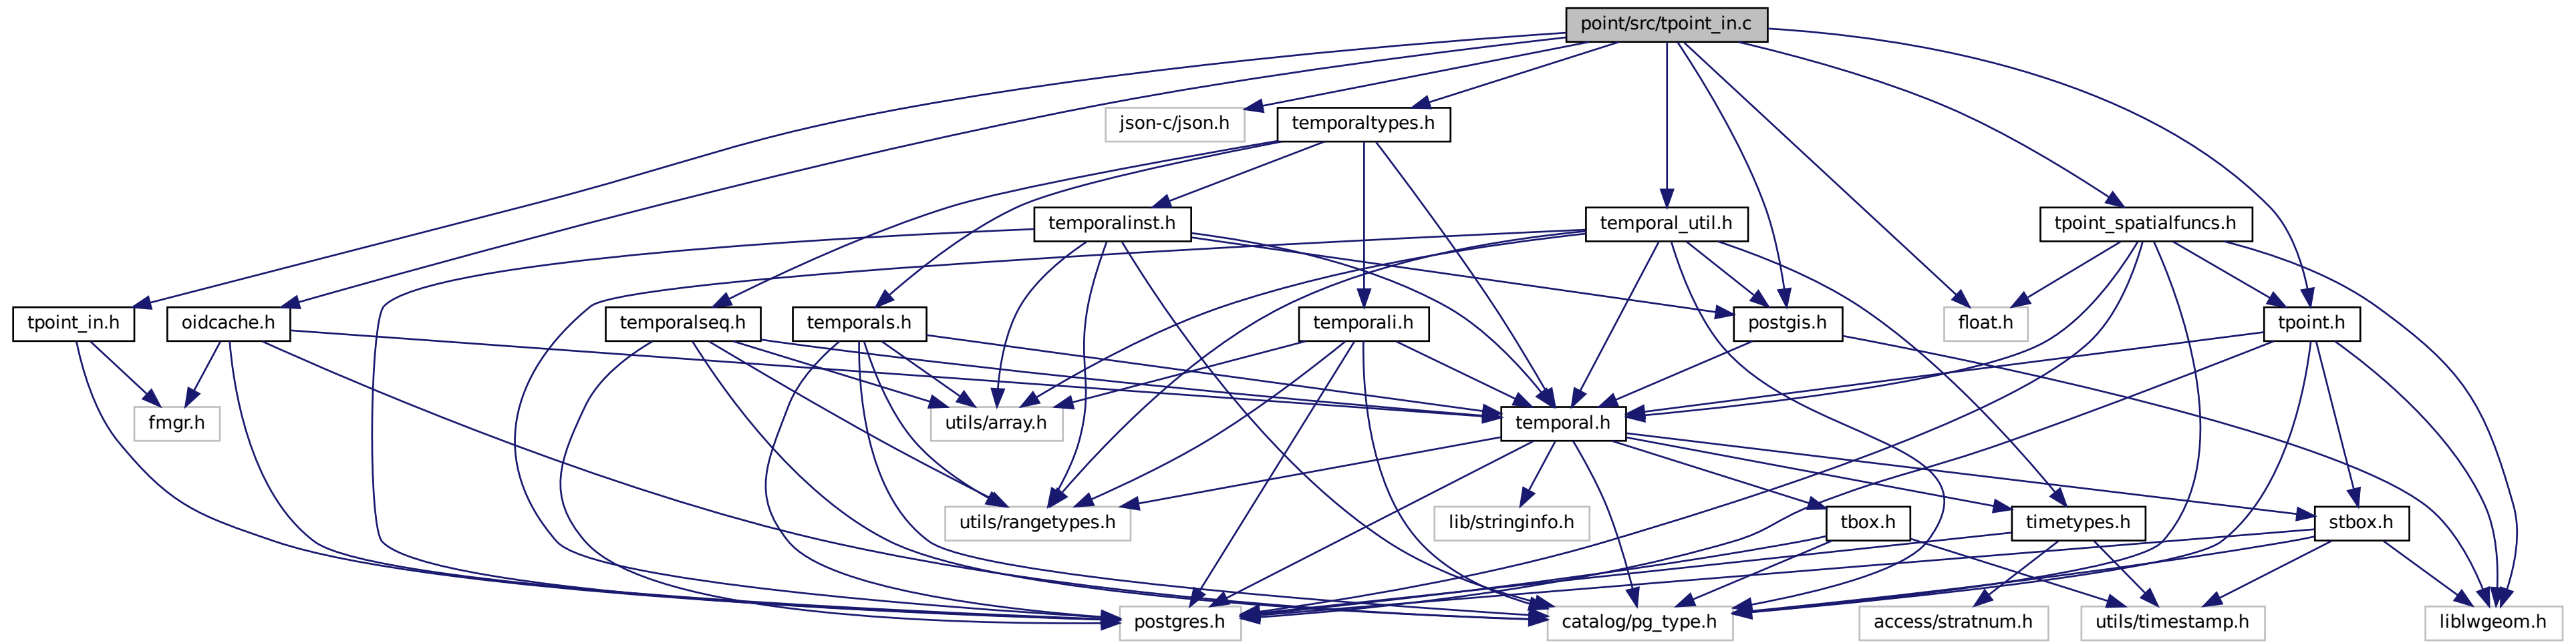 point/src/tpoint_in.c
json-c/json.h
temporaltypes.h
temporalinst.h
temporal_util.h
tpoint_spatialfuncs.h
tpoint_in.h
oidcache.h
temporalseq.h
temporals.h
temporali.h
postgis.h
float.h
tpoint.h
fmgr.h
utils/array.h
temporal.h
utils/rangetypes.h
lib/stringinfo.h
tbox.h
timetypes.h
stbox.h
postgres.h
catalog/pg_type.h
access/stratnum.h
utils/timestamp.h
liblwgeom.h